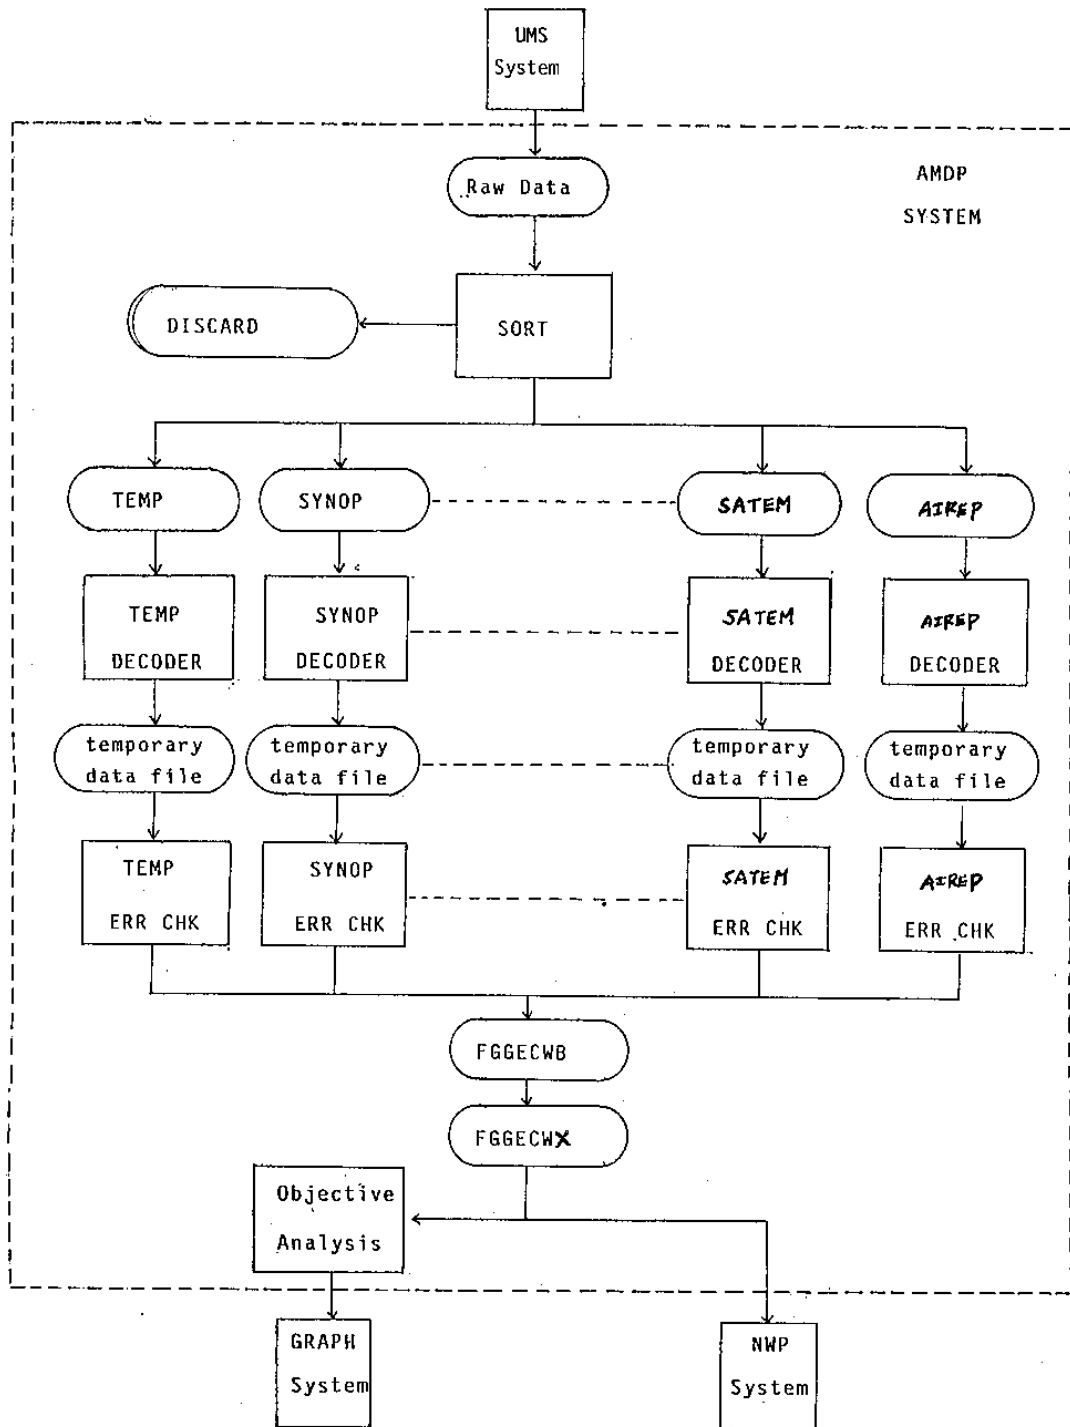 UMS
System
Raw Data
AMDP
SYSTEM
DISCARD
SORT
TEMP
SYNOP
SATEM
AIREP
TEMP
DECODER
SYNOP
DECODER
SATEM
DECODER
AIREP
DECODER
temporary
data file
temporary
data file
temporary
data file
temporary
data file
TEMP
ERR CHK
SYNOP
ERR CHK
SATEM
ERR CHK
AIREP
ERR CHK
FGGECWB
FGGECWX
Objective
Analysis
GRAPH
System
NWP
System